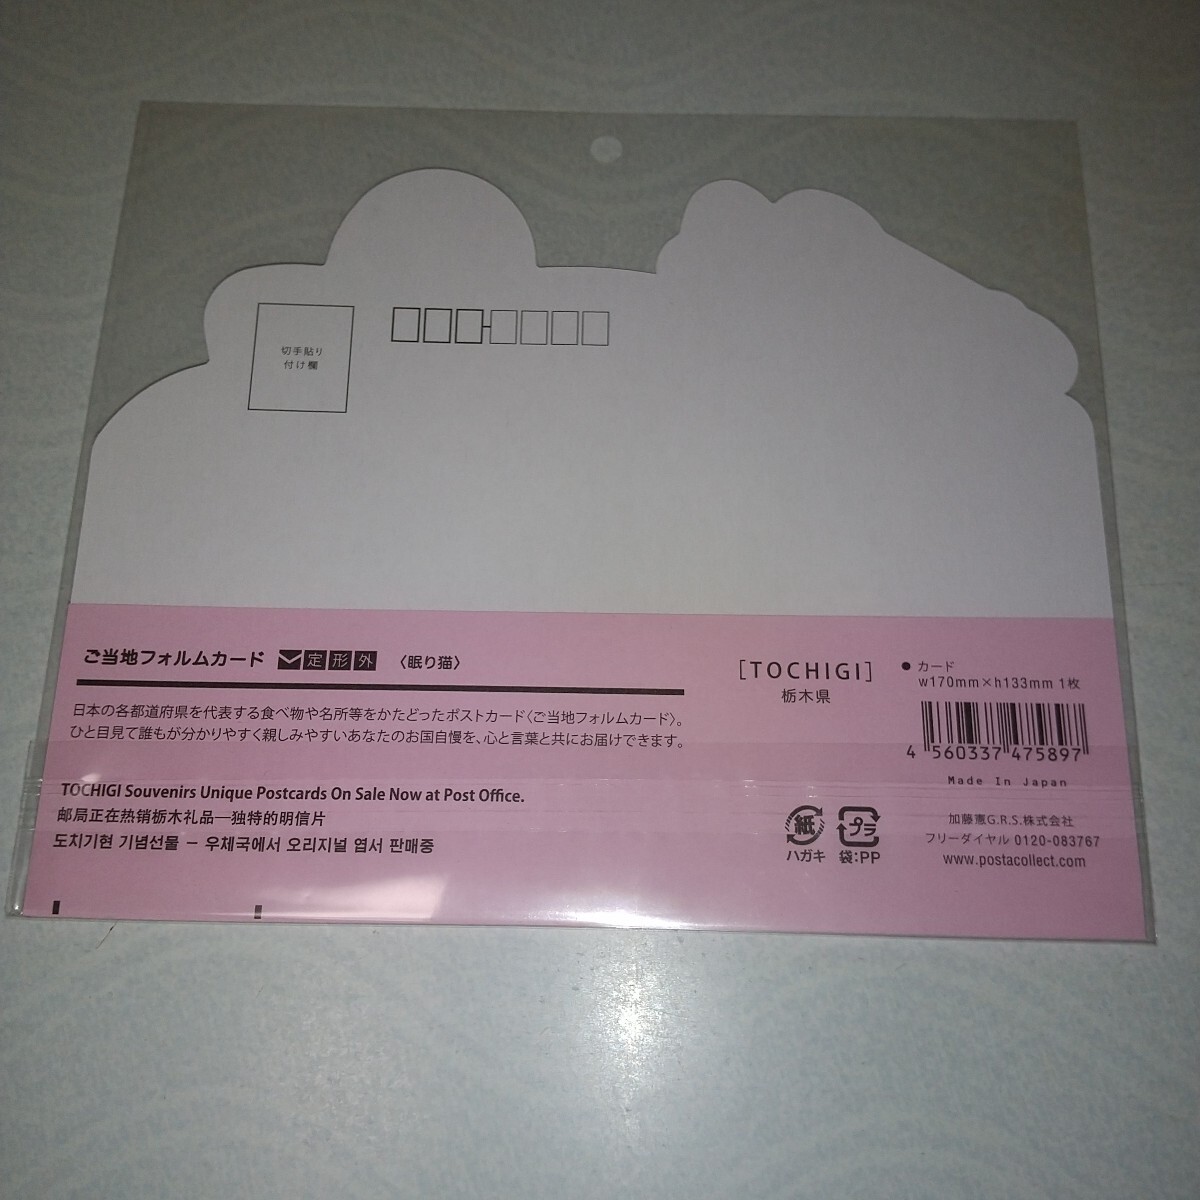 切手貼り
付け欄
ご当地フォルムカード 定形外 〈眠り猫〉
日本の各都道府県を代表する食べ物や名所等をかたどったポストカード〈ご当地フォルムカード〉。
ひと目見て誰もが分かりやすく親しみやすいあなたのお国自慢を、心と言葉と共にお届けできます。
TOCHIGI Souvenirs Unique Postcards On Sale Now at Post Office.
邮局正在热销栃木礼品—独特的明信片
도치기현 기념선물 – 우체국에서 오리지널 엽서 판매중
[TOCHIGI]
栃木県
● カード
w170mm×h133mm 1枚
4 560337 475897
Made In Japan
紙
ハガキ
プラ
袋:PP
加藤憲G.R.S.株式会社
フリーダイヤル 0120-083767
www.postacollect.com